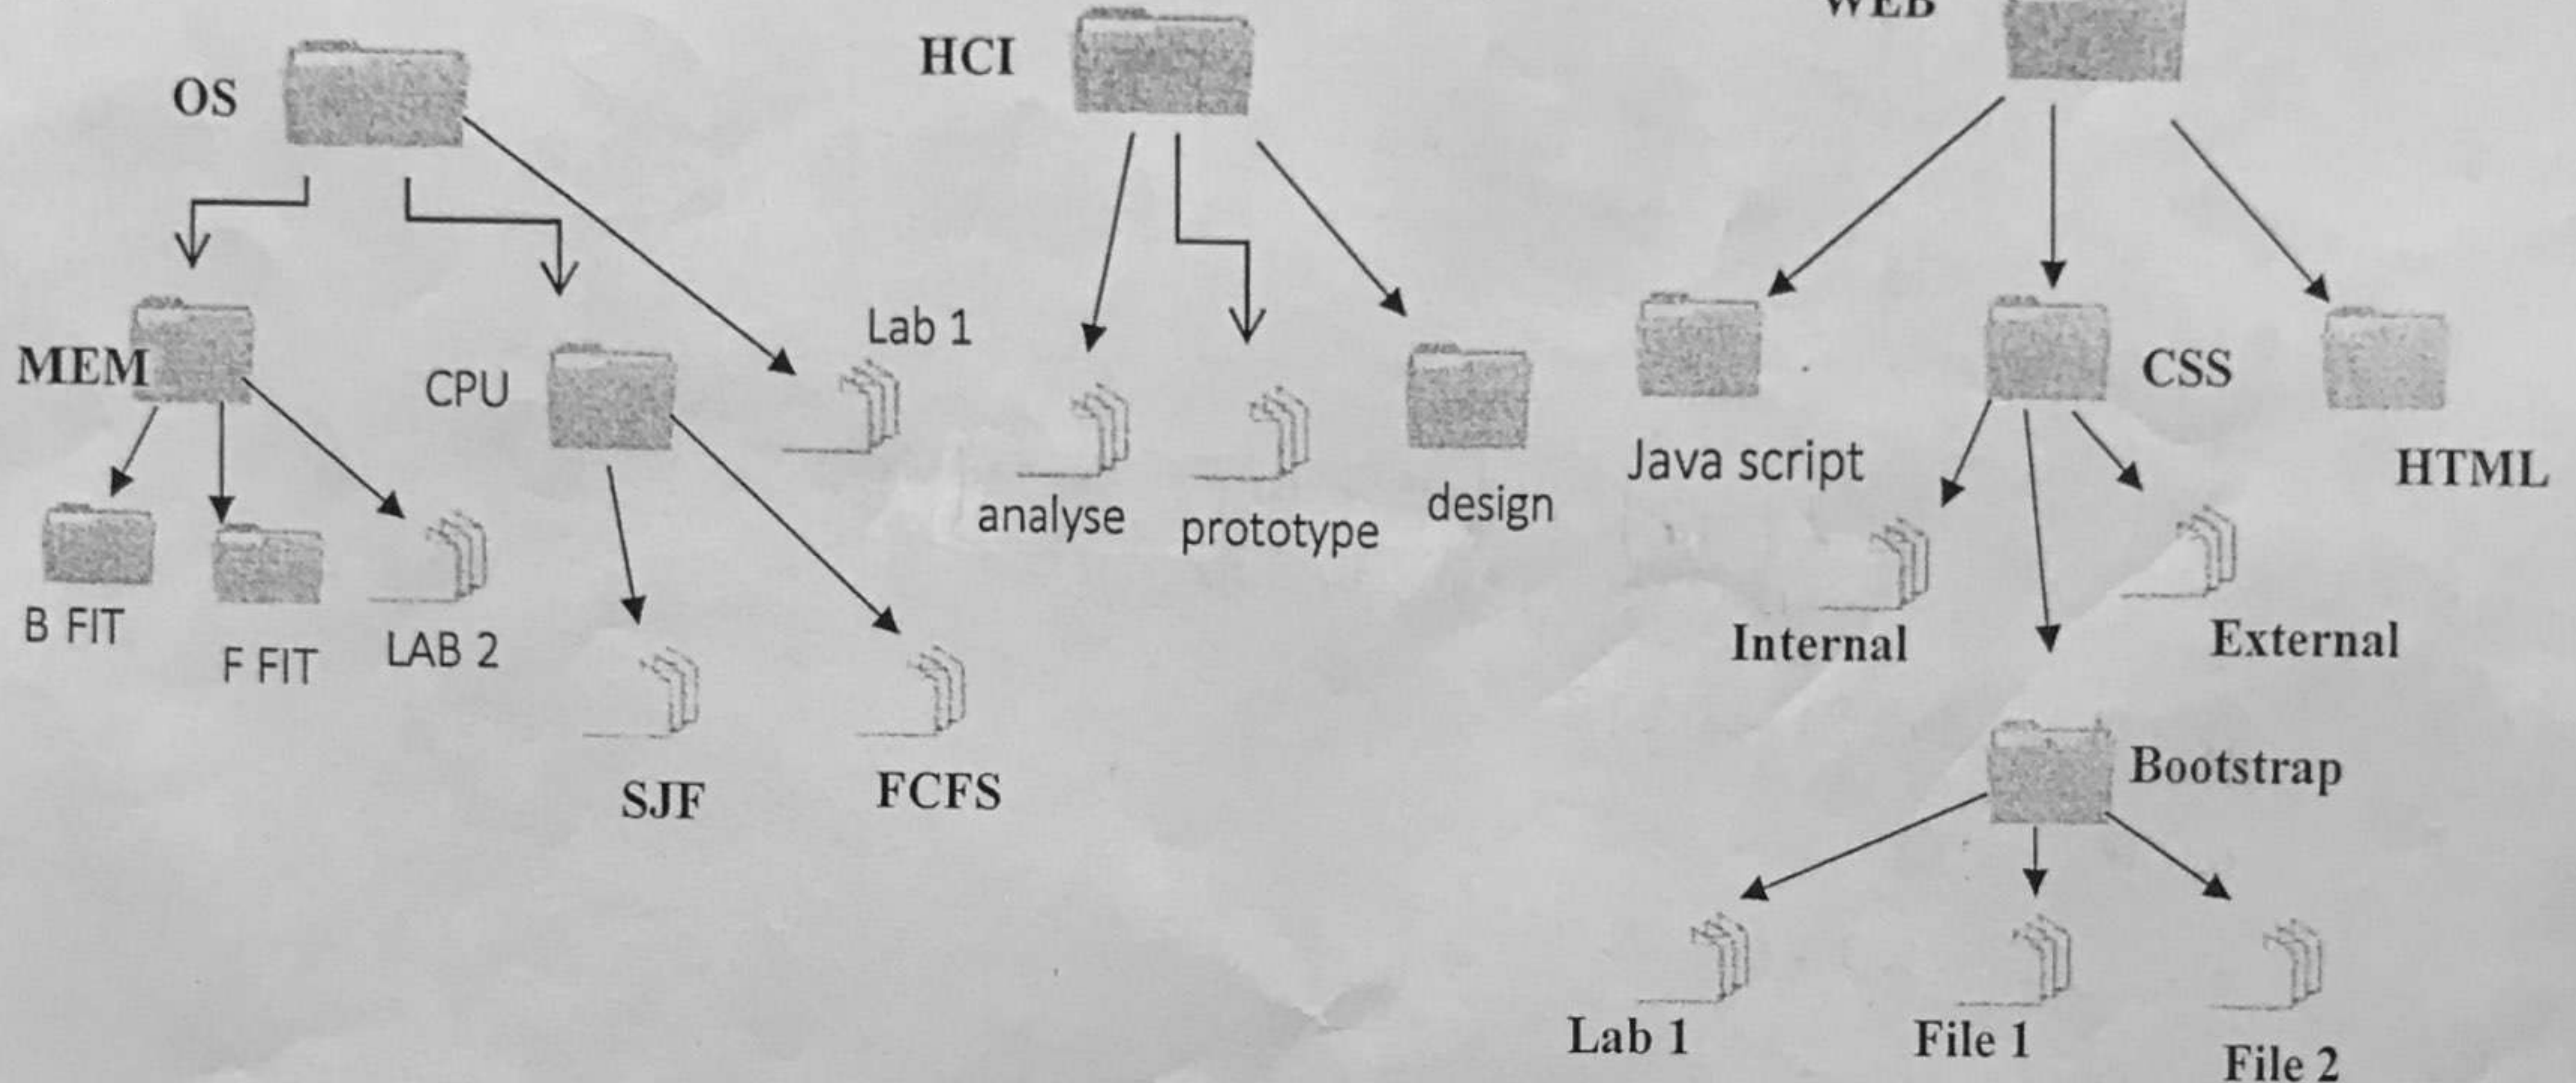 WEB
HCI
OS
Lab 1
MEM
CPU
CSS
Java script
HTML
analyse
prototype
design
B FIT
F FIT
LAB 2
Internal
External
SJF
FCFS
Bootstrap
Lab 1
File 1
File 2